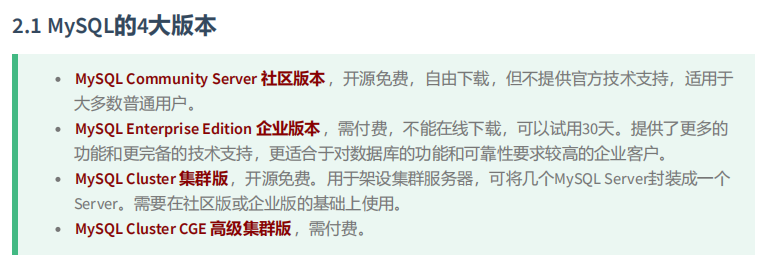 2.1 MySQL的4大版本
MySQL Community Server 社区版本，开源免费，自由下载，但不提供官方技术支持，适用于
大多数普通用户。
MySQL Enterprise Edition 企业版本，需付费，不能在线下载，可以试用30天。提供了更多的
功能和更完备的技术支持，更适合于对数据库的功能和可靠性要求较高的企业客户。
MySQL Cluster 集群版，开源免费。用于架设集群服务器，可将几个MySQL Server封装成一个
Server。需要在社区版或企业版的基础上使用。
MySQL Cluster CGE 高级集群版，需付费。